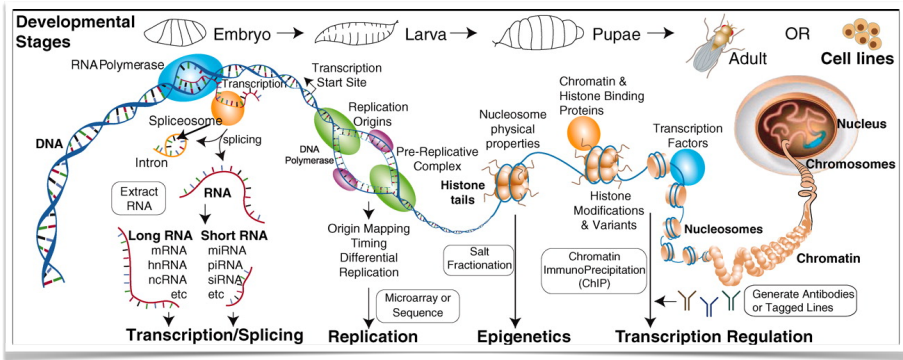 Developmental
Stages
Embryo
Larva
Pupae
Adult
OR
Cell lines
RNA Polymerase
Transcription
Spliceosome
splicing
Intron
DNA
Extract
RNA
RNA
Long RNA
mRNA
hnRNA
ncRNA
etc
Short RNA
miRNA
piRNA
siRNA
etc
Transcription/Splicing
Transcription
Start Site
Replication
Origins
DNA
Polymerase
Pre-Replicative
Complex
Origin Mapping
Timing
Differential
Replication
Microarray or
Sequence
Replication
Nucleosome
physical
properties
Histone
tails
Salt
Fractionation
Epigenetics
Chromatin &
Histone Binding
Proteins
Histone
Modifications
& Variants
Chromatin
ImmunoPrecipitation
(ChIP)
Transcription
Factors
Nucleosomes
Nucleus
Chromosomes
Chromatin
Generate Antibodies
or Tagged Lines
Transcription Regulation